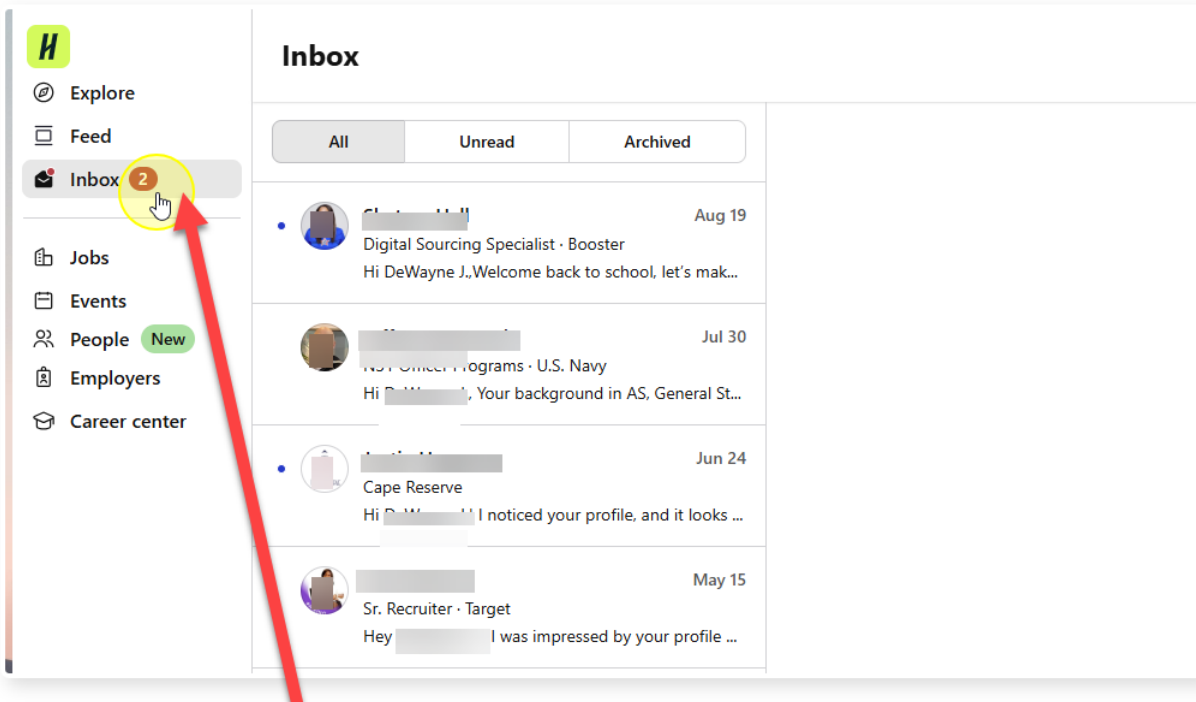 H
Explore
Feed
Inbox 2
Jobs
Events
People New
Employers
Career center
Inbox
All Unread Archived
Aug 19
Digital Sourcing Specialist · Booster
Hi DeWayne J.,Welcome back to school, let's mak...
Jul 30
Programs · U.S. Navy
Hi , Your background in AS, General St...
Jun 24
Cape Reserve
Hi I noticed your profile, and it looks ...
May 15
Sr. Recruiter · Target
Hey I was impressed by your profile ...